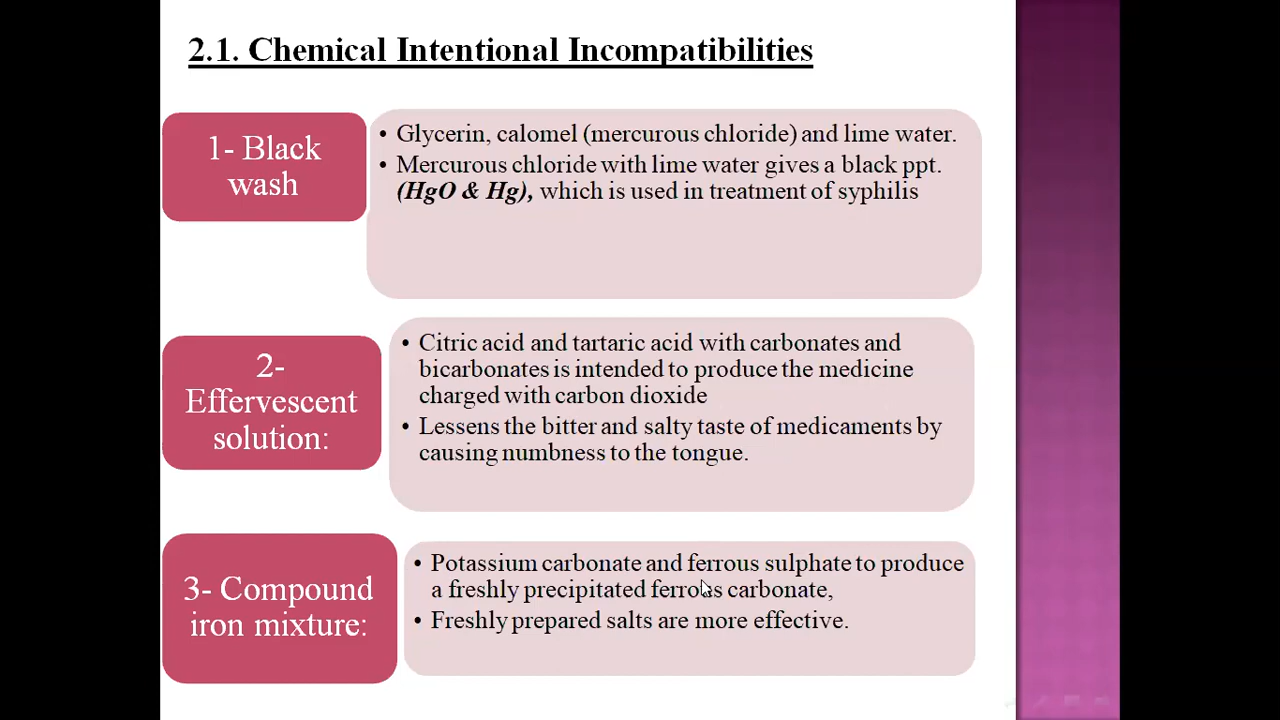 2.1. Chemical Intentional Incompatibilities
1- Black
wash
• Glycerin, calomel (mercurous chloride) and lime water.
• Mercurous chloride with lime water gives a black ppt.
(HgO & Hg), which is used in treatment of syphilis
2-
Effervescent
solution:
• Citric acid and tartaric acid with carbonates and
bicarbonates is intended to produce the medicine
charged with carbon dioxide
• Lessens the bitter and salty taste of medicaments by
causing numbness to the tongue.
3- Compound
iron mixture:
• Potassium carbonate and ferrous sulphate to produce
a freshly precipitated ferrous carbonate,
• Freshly prepared salts are more effective.